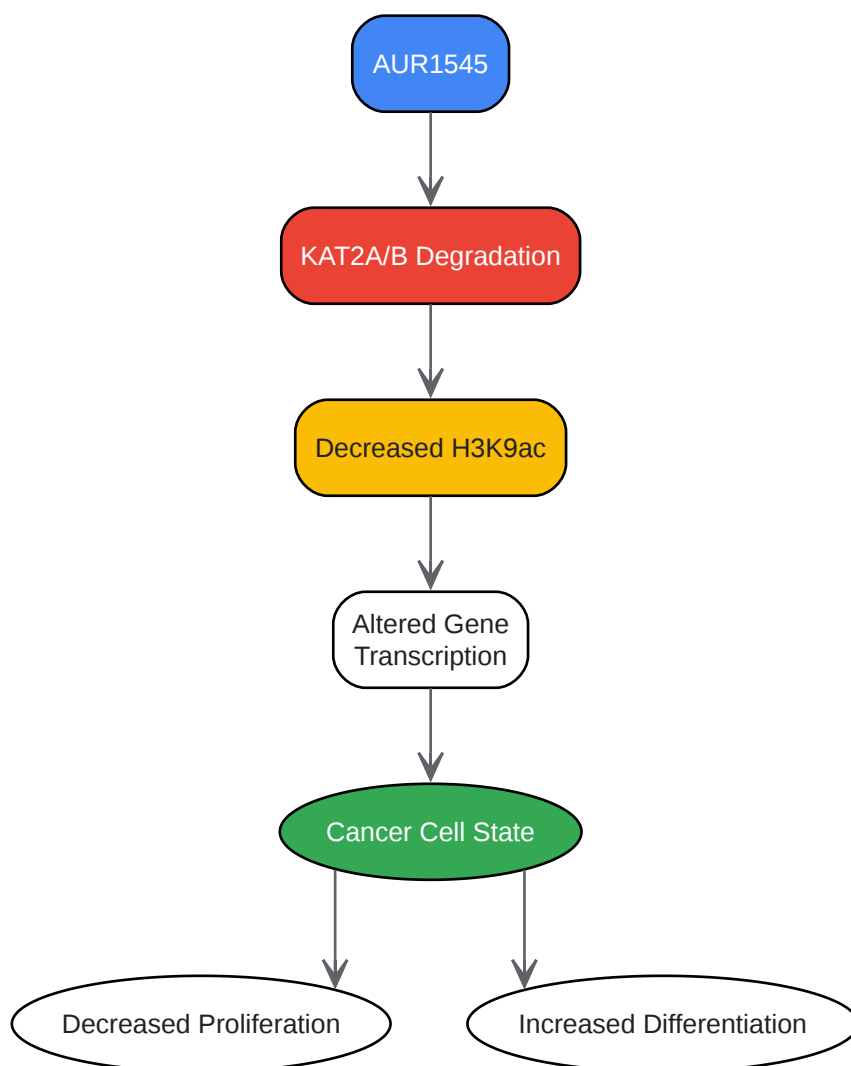 AUR1545
KAT2A/B Degradation
Decreased H3K9ac
Altered Gene
Transcription
Cancer Cell State
Decreased Proliferation
Increased Differentiation